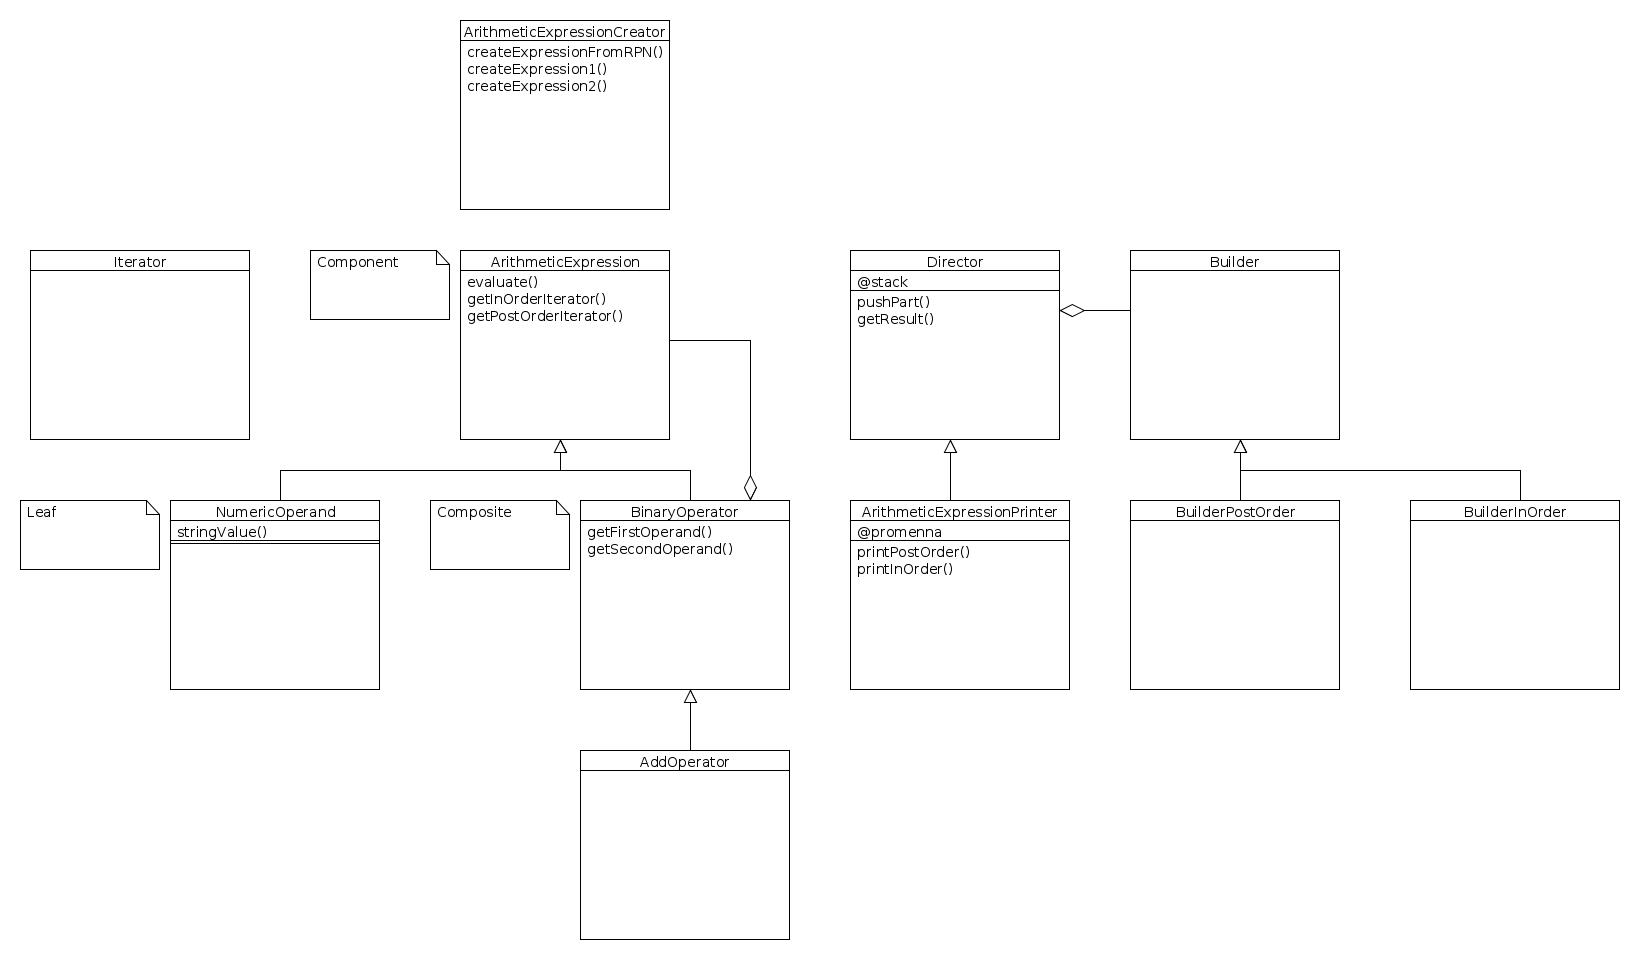 ArithmeticExpressionCreator
createExpressionFromRPN()
createExpression1()
createExpression2()
Iterator
Component
ArithmeticExpression
evaluate()
getInOrderIterator()
getPostOrderIterator()
Director
@stack
pushPart()
getResult()
Builder
Leaf
NumericOperand
stringValue()
Composite
BinaryOperator
getFirstOperand()
getSecondOperand()
ArithmeticExpressionPrinter
@promenna
printPostOrder()
printInOrder()
BuilderPostOrder
BuilderInOrder
AddOperator